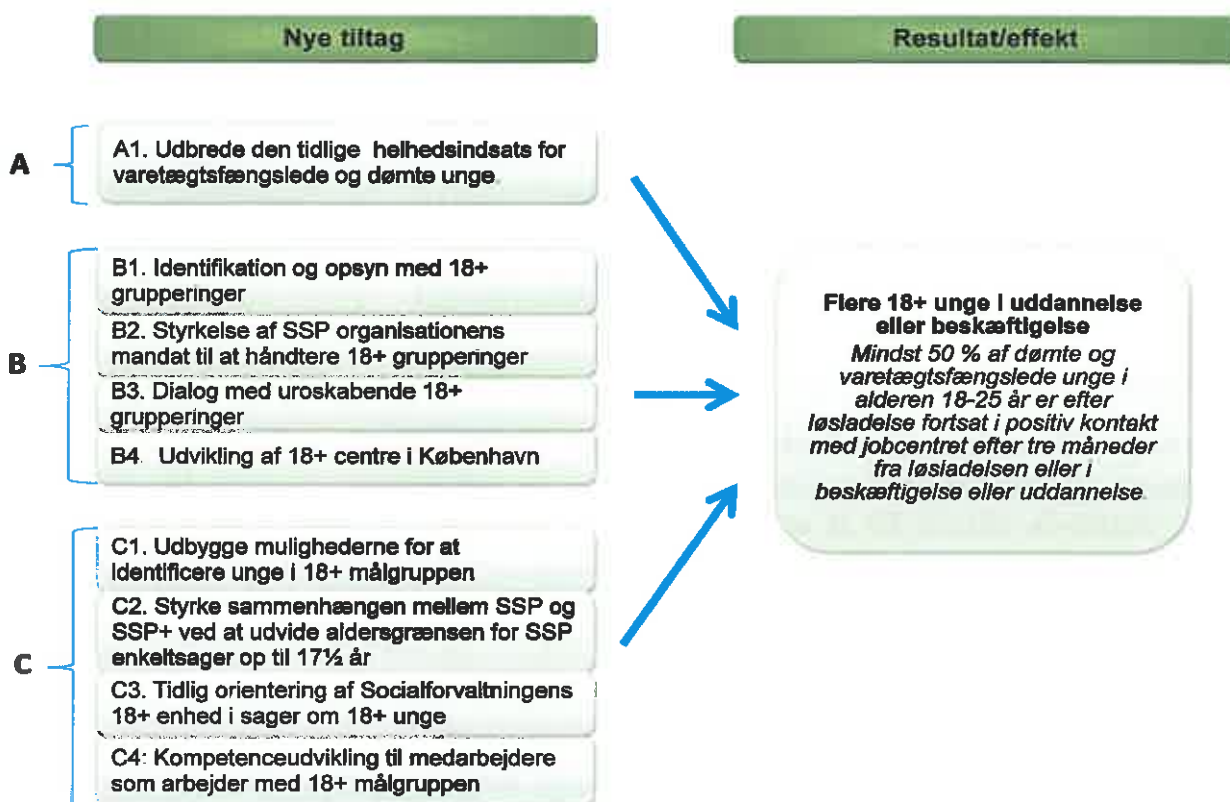 Nye tiltag
Resultat/effekt
A
A1. Udbrede den tidlige helhedsindsats for
varetægtsfængslede og dømte unge.
B
B1. Identifikation og opsyn med 18+
grupperinger
B2. Styrkelse af SSP organisationens
mandat til at håndtere 18+ grupperinger
B3. Dialog med uroskabende 18+
grupperinger
B4. Udvikling af 18+ centre i København
C
C1. Udbygge mulighederne for at
identificere unge i 18+ målgruppen
C2. Styrke sammenhængen mellem SSP og
SSP+ ved at udvide aldersgrænsen for SSP
enkeltsager op til 17½ år
C3. Tidlig orientering af Socialforvaltningens
18+ enhed i sager om 18+ unge
C4: Kompetenceudvikling til medarbejdere
som arbejder med 18+ målgruppen
Flere 18+ unge i uddannelse
eller beskæftigelse
Mindst 50 % af dømte og
varetægtsfængslede unge i
alderen 18-25 år er efter
løsladelse fortsat i positiv kontakt
med jobcentret efter tre måneder
fra løsladelsen eller i
beskæftigelse eller uddannelse.